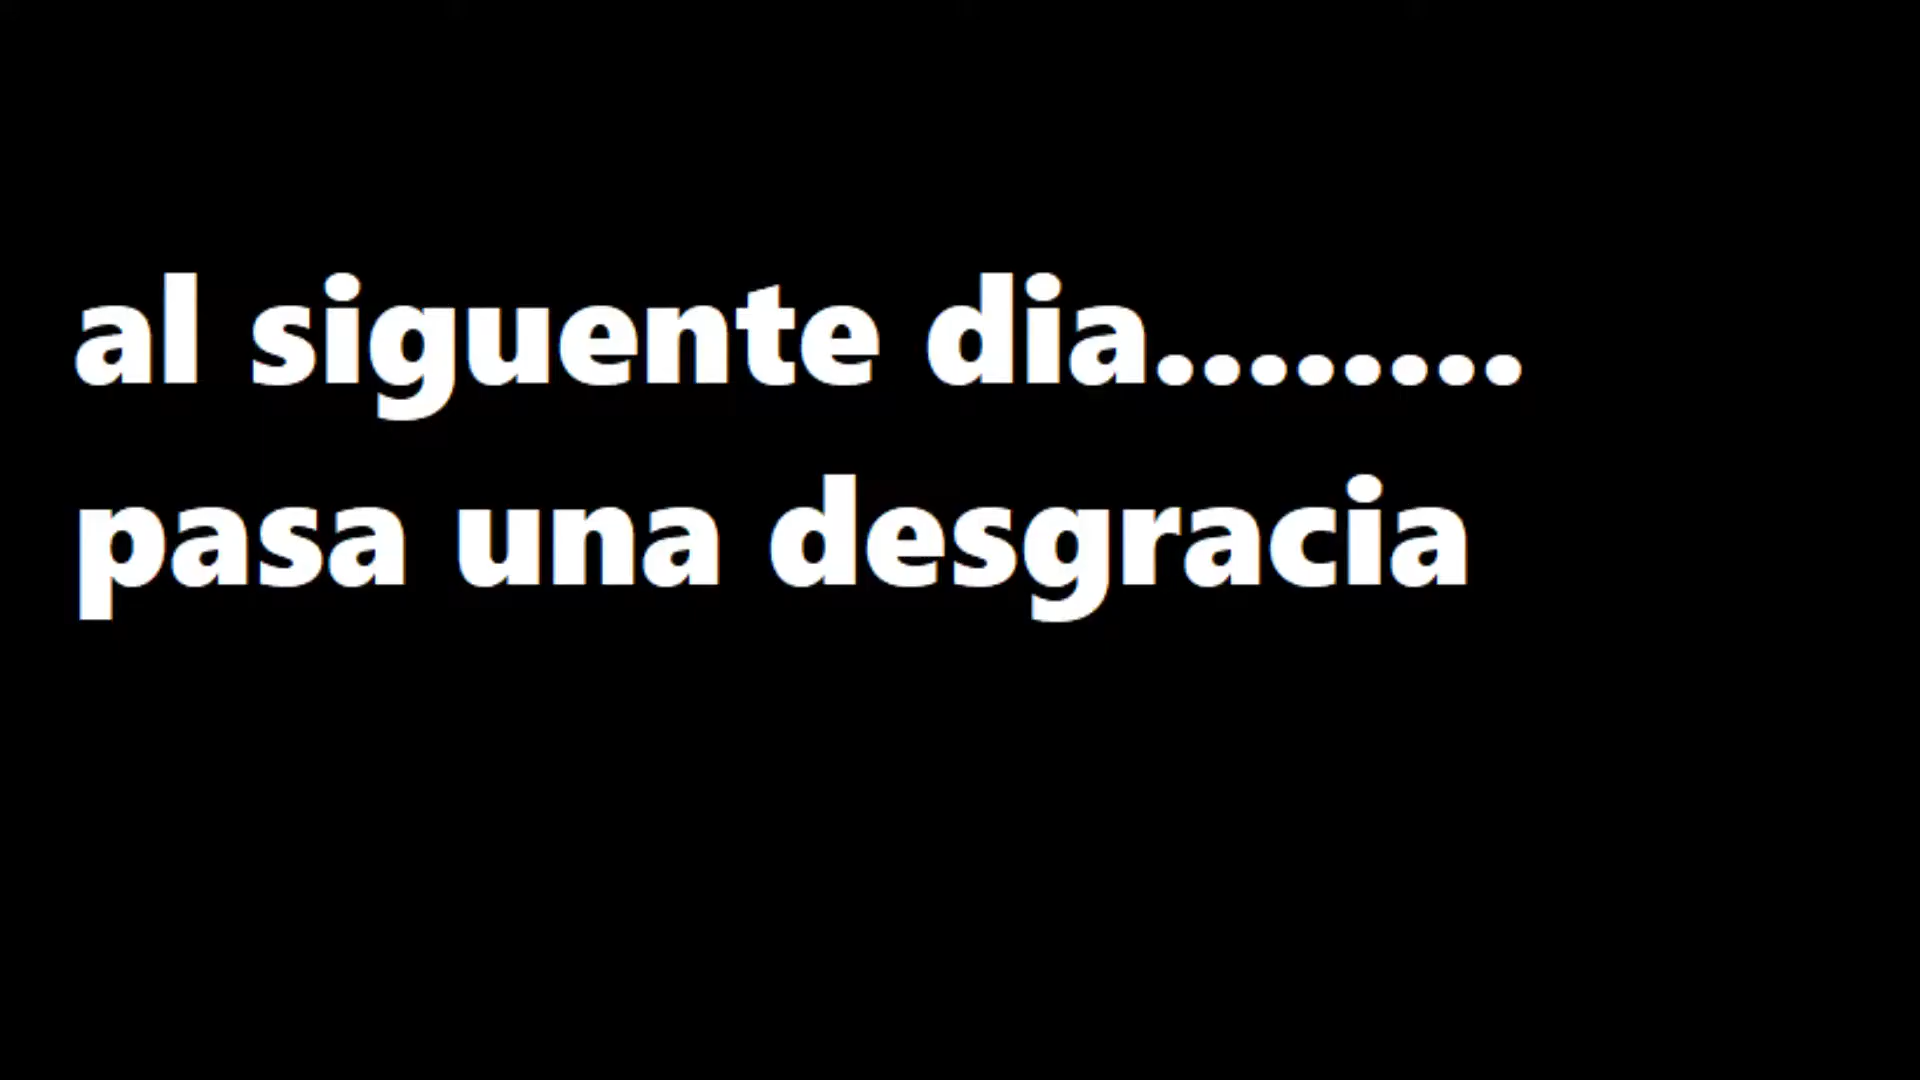 al siguente dia........
pasa una desgracia